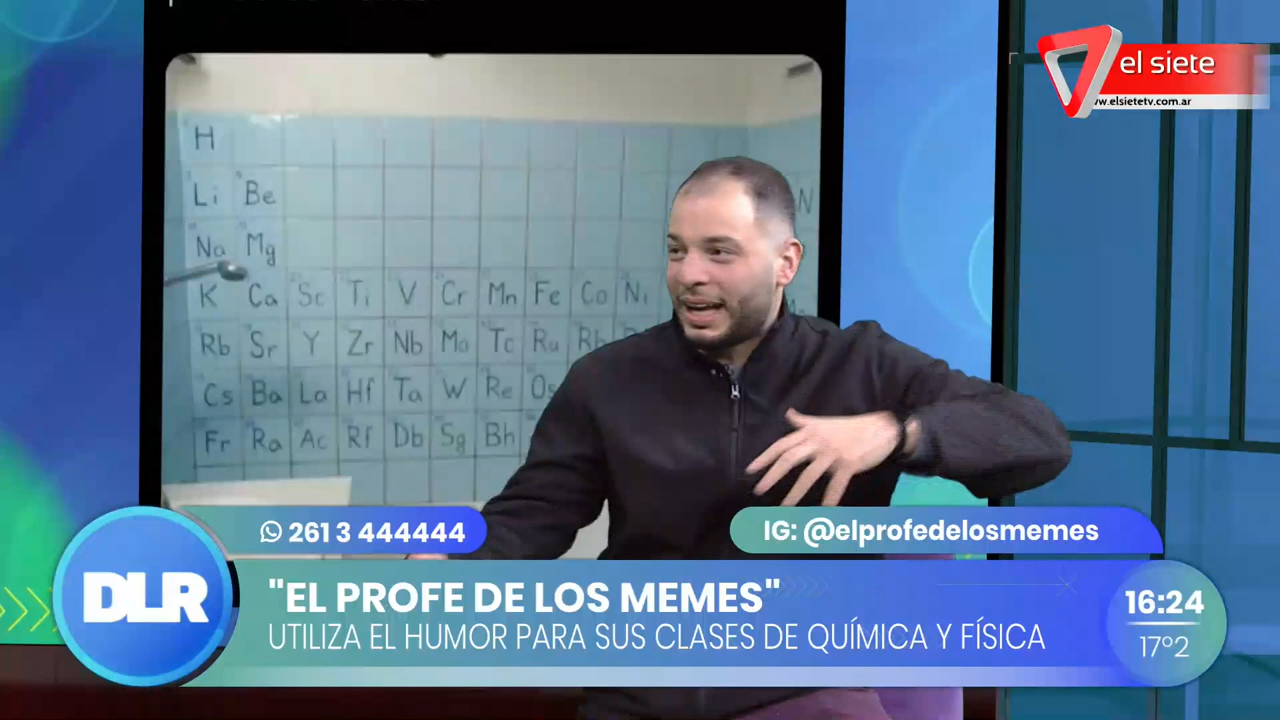 el siete
www.elsietetv.com.ar
H
Li Be N
Na Mg
K Ca Sc Ti V Cr Mn Fe Co Ni
Rb Sr Y Zr Nb Mo Tc Ru Rh
Cs Ba La Hf Ta W Re Os
Fr Ra Ac Rf Db Sg Bh
261 3 444444
IG: @elprofedelosmemes
DLR
"EL PROFE DE LOS MEMES"
UTILIZA EL HUMOR PARA SUS CLASES DE QUÍMICA Y FÍSICA
16:24
17º2